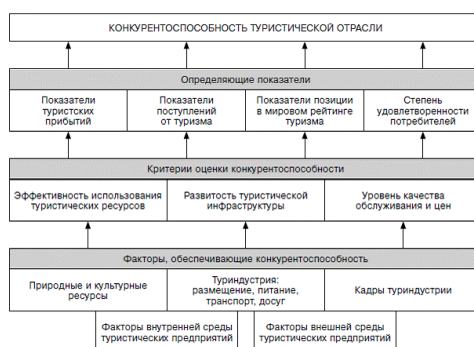 КОНКУРЕНТОСПОСОБНОСТЬ ТУРИСТИЧЕСКОЙ ОТРАСЛИ
Определяющие показатели
Показатели
туристских
прибытий
Показатели
поступлений
от туризма
Показатели позиции
в мировом рейтинге
туризма
Степень
удовлетворенности
потребителей
Критерии оценки конкурентоспособности
Эффективность использования
туристических ресурсов
Развитость туристической
инфраструктуры
Уровень качества
обслуживания и цен
Факторы, обеспечивающие конкурентоспособность
Природные и культурные
ресурсы
Туриндустрия:
размещение, питание,
транспорт, досуг
Кадры туриндустрии
Факторы внутренней среды
туристических предприятий
Факторы внешней среды
туристических предприятий